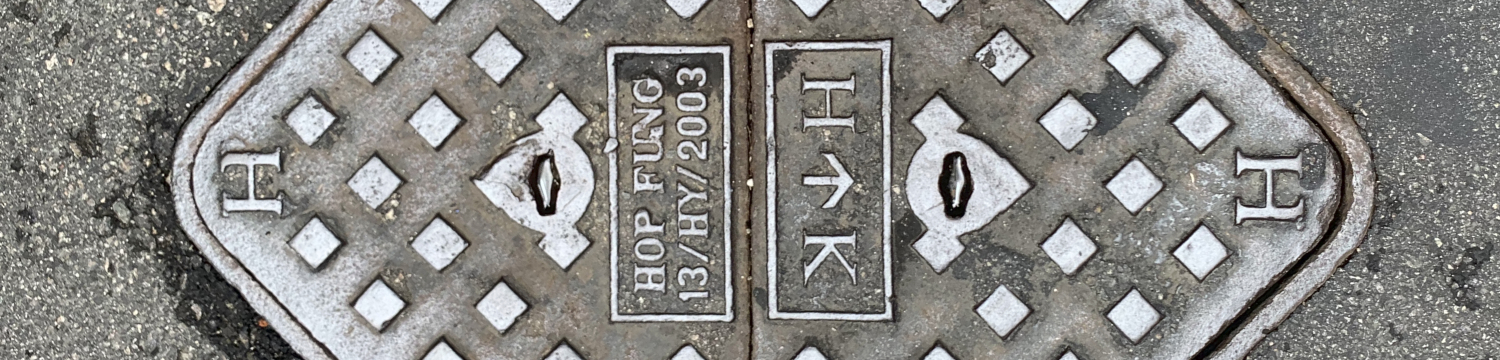 H
HOP FUNG
13/HY/2003
H↑K
H